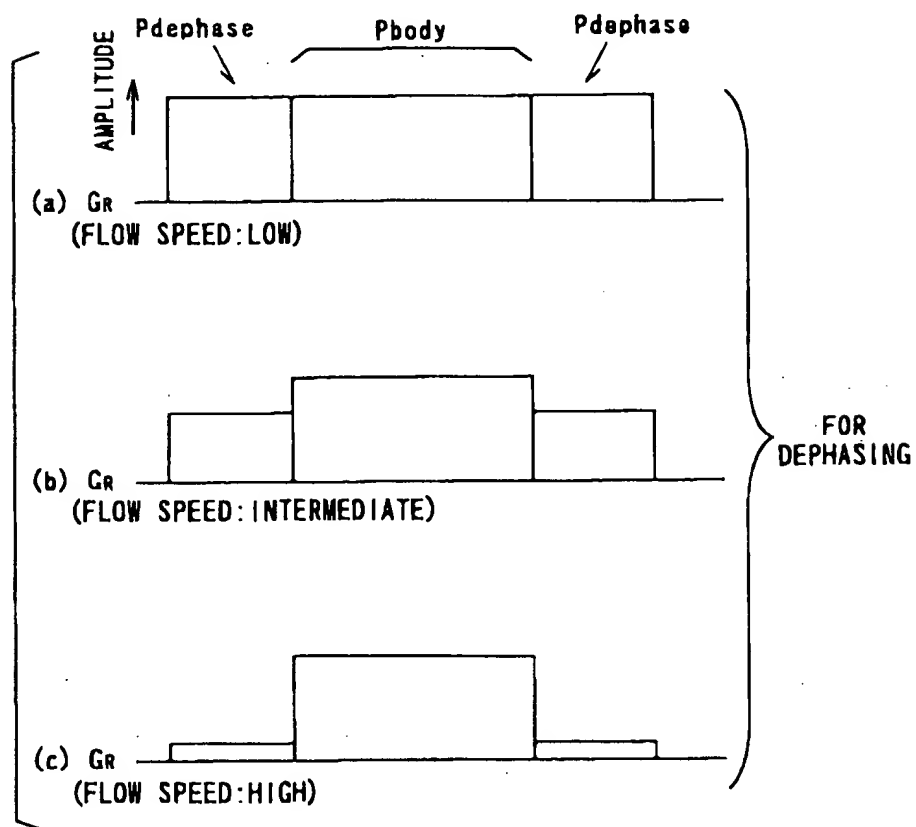 Pdephase Pbody Pdephase
AMPLITUDE
(a) GR
(FLOW SPEED:LOW)
(b) GR
(FLOW SPEED:INTERMEDIATE)
FOR
DEPHASING
(c) GR
(FLOW SPEED:HIGH)